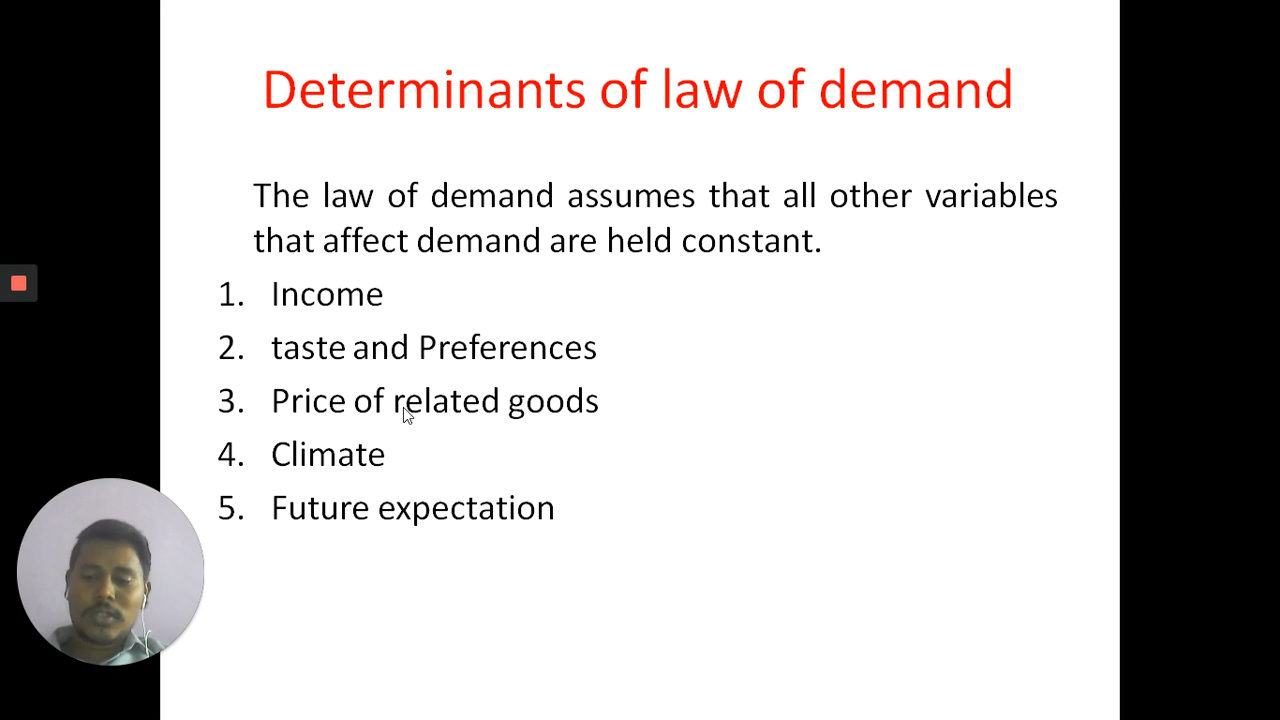 Determinants of law of demand
The law of demand assumes that all other variables
that affect demand are held constant.
1. Income
2. taste and Preferences
3. Price of related goods
4. Climate
5. Future expectation